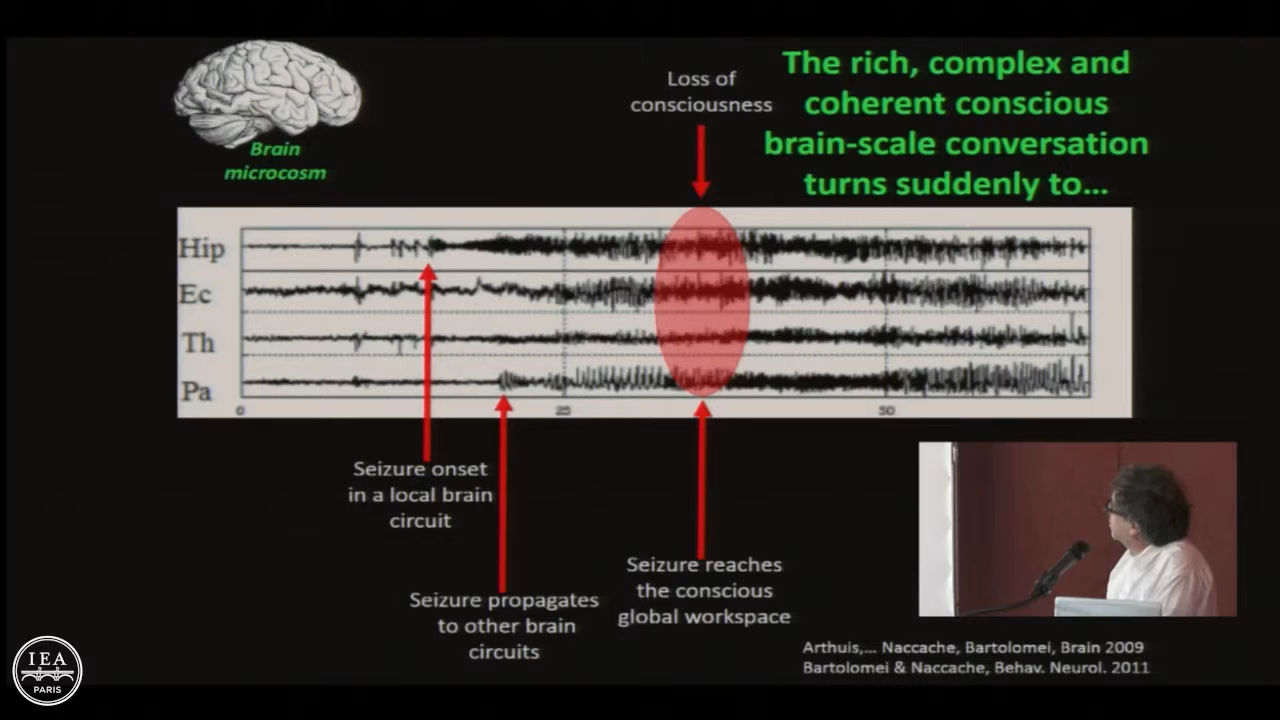 Brain
microcosm
Loss of
consciousness
The rich, complex and
coherent conscious
brain-scale conversation
turns suddenly to...
Hip
Ec
Th
Pa
0
25
50
Seizure onset
in a local brain
circuit
Seizure propagates
to other brain
circuits
Seizure reaches
the conscious
global workspace
Arthuis,... Naccache, Bartolomei, Brain 2009
Bartolomei & Naccache, Behav. Neurol. 2011
IEA
PARIS